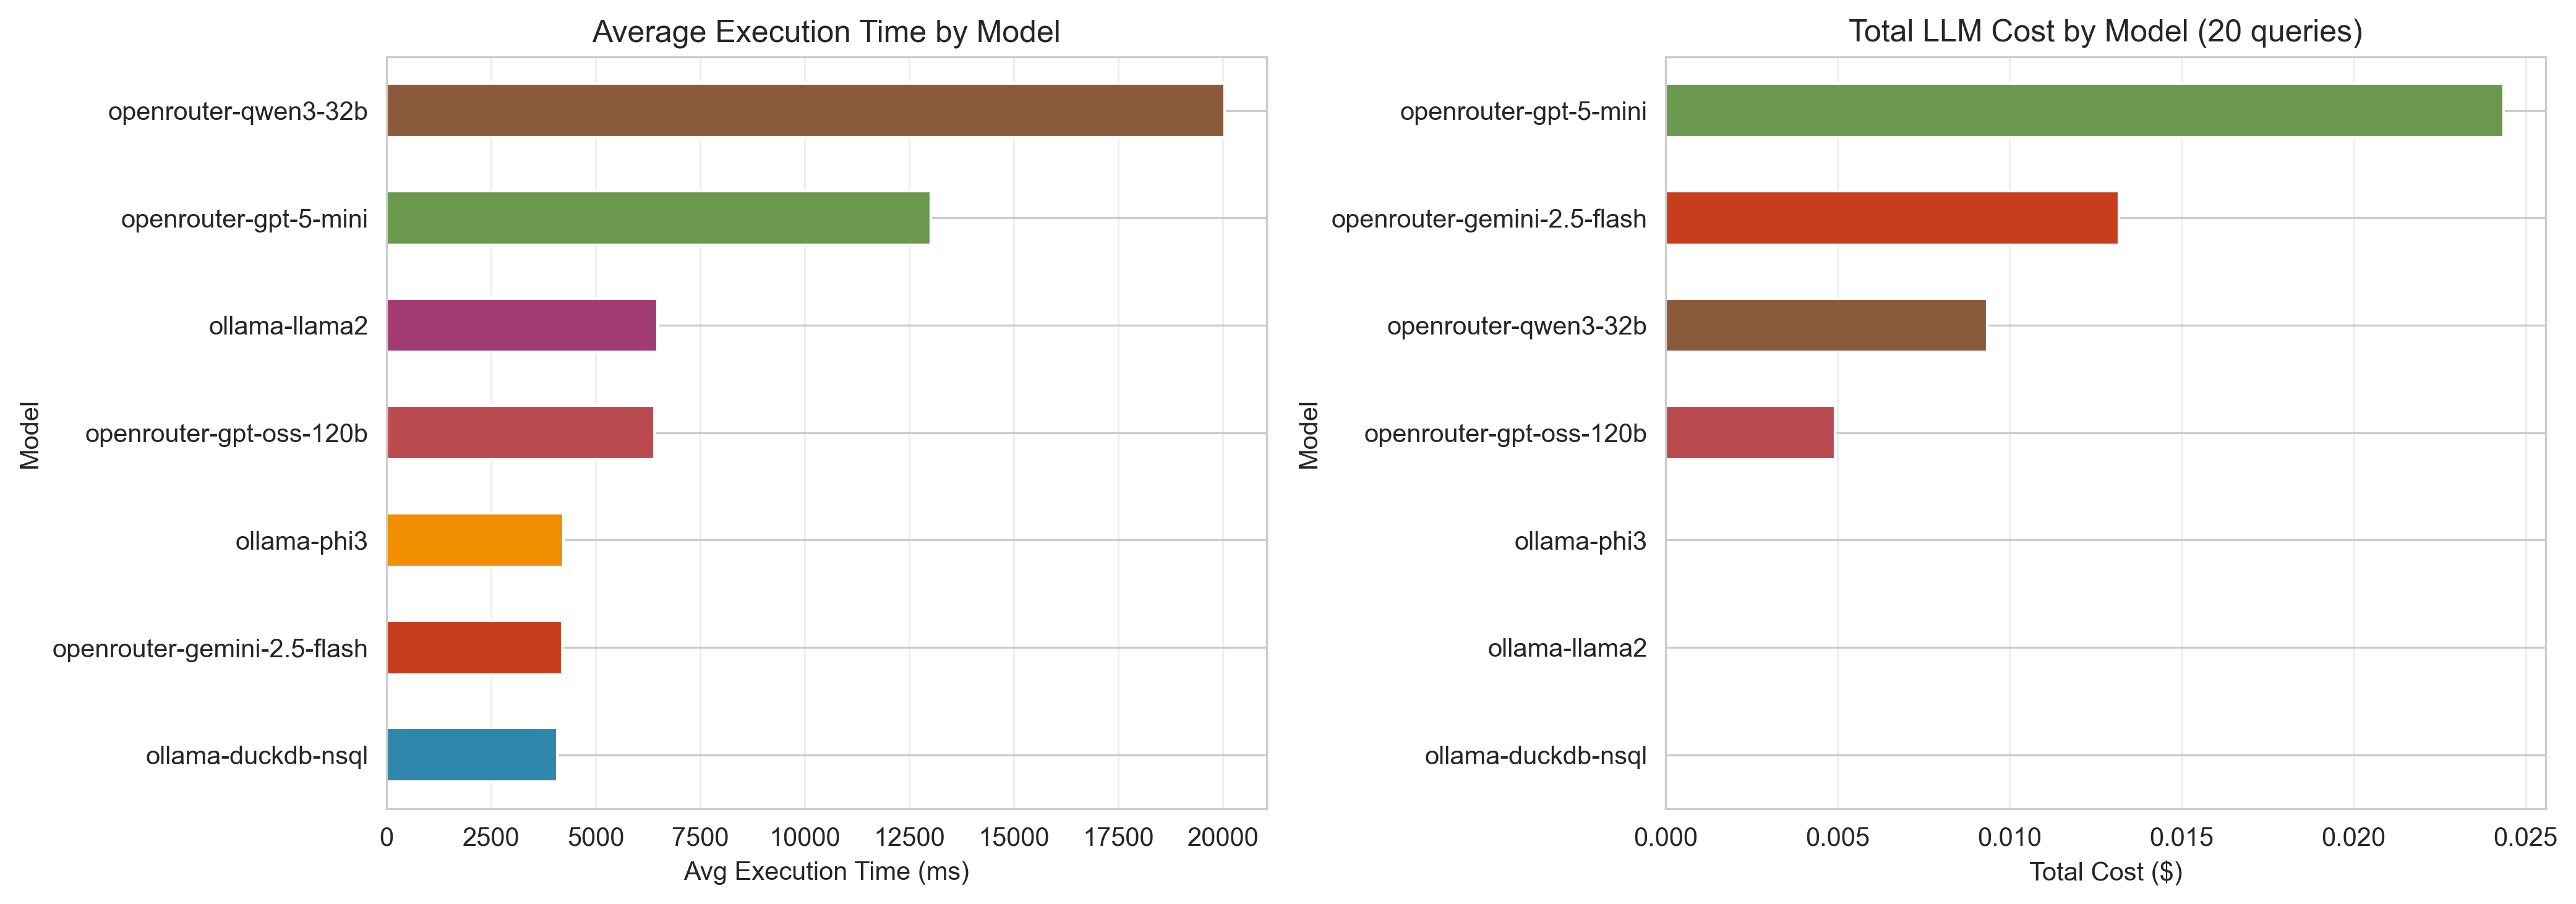 Average Execution Time by Model
Model
openrouter-qwen3-32b
openrouter-gpt-5-mini
ollama-llama2
openrouter-gpt-oss-120b
ollama-phi3
openrouter-gemini-2.5-flash
ollama-duckdb-nsql
0 2500 5000 7500 10000 12500 15000 17500 20000
Avg Execution Time (ms)
Total LLM Cost by Model (20 queries)
Model
openrouter-gpt-5-mini
openrouter-gemini-2.5-flash
openrouter-qwen3-32b
openrouter-gpt-oss-120b
ollama-phi3
ollama-llama2
ollama-duckdb-nsql
0.000 0.005 0.010 0.015 0.020 0.025
Total Cost ($)